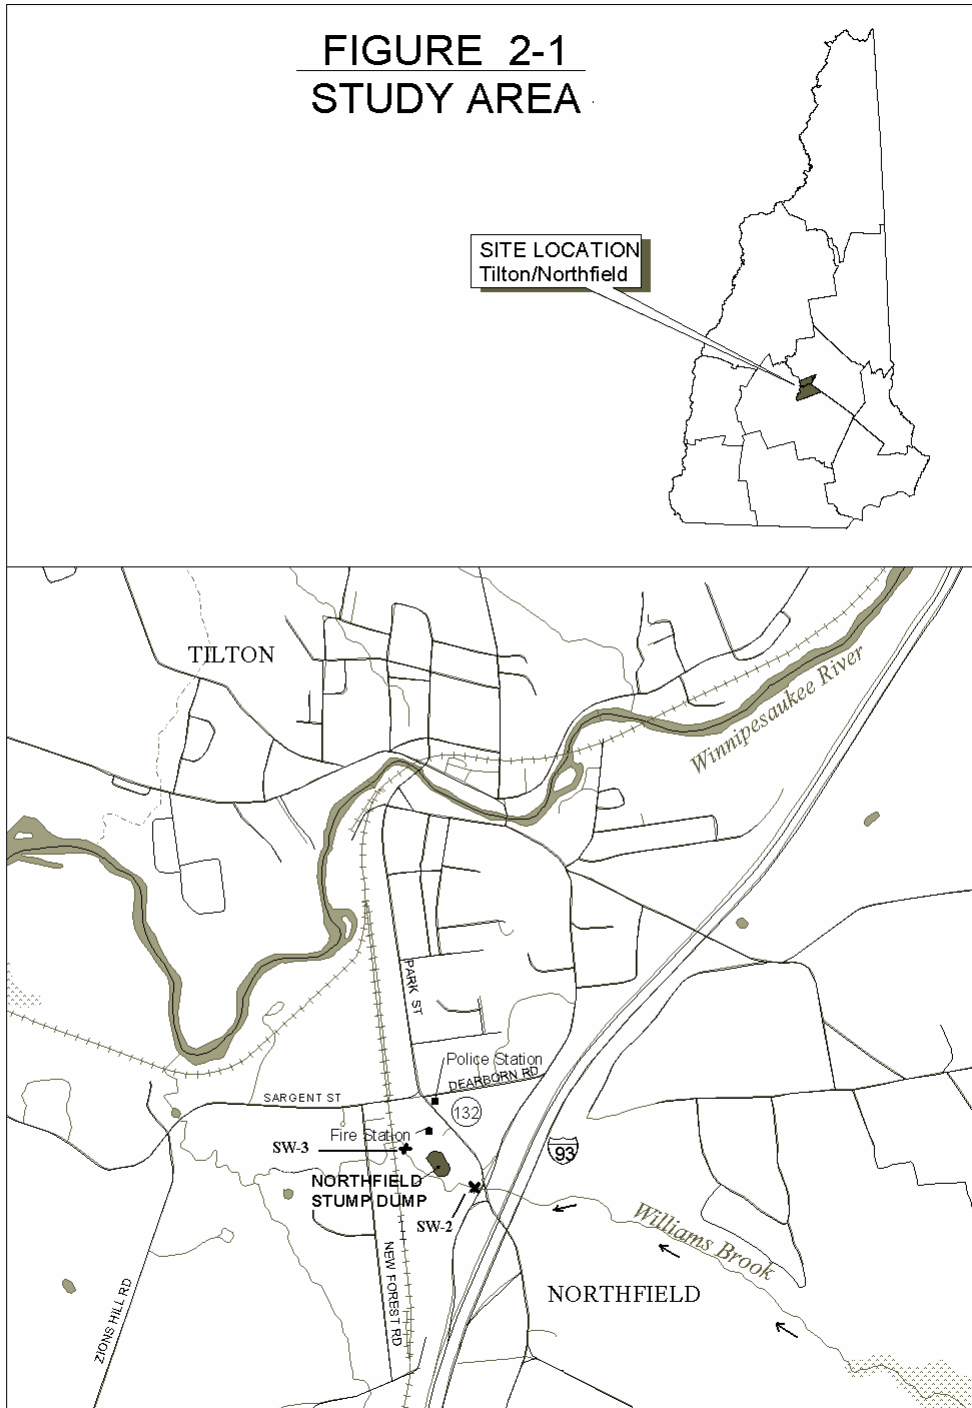 FIGURE 2-1
STUDY AREA
SITE LOCATION
Tilton/Northfield
TILTON
Winnipesaukee River
PARK ST
Police Station
DEARBORN RD
SARGENT ST
132
Fire Station
SW-3
93
NORTHFIELD
STUMP DUMP
SW-2
Williams Brook
NEW FOREST RD
NORTHFIELD
ZIONS HILL RD